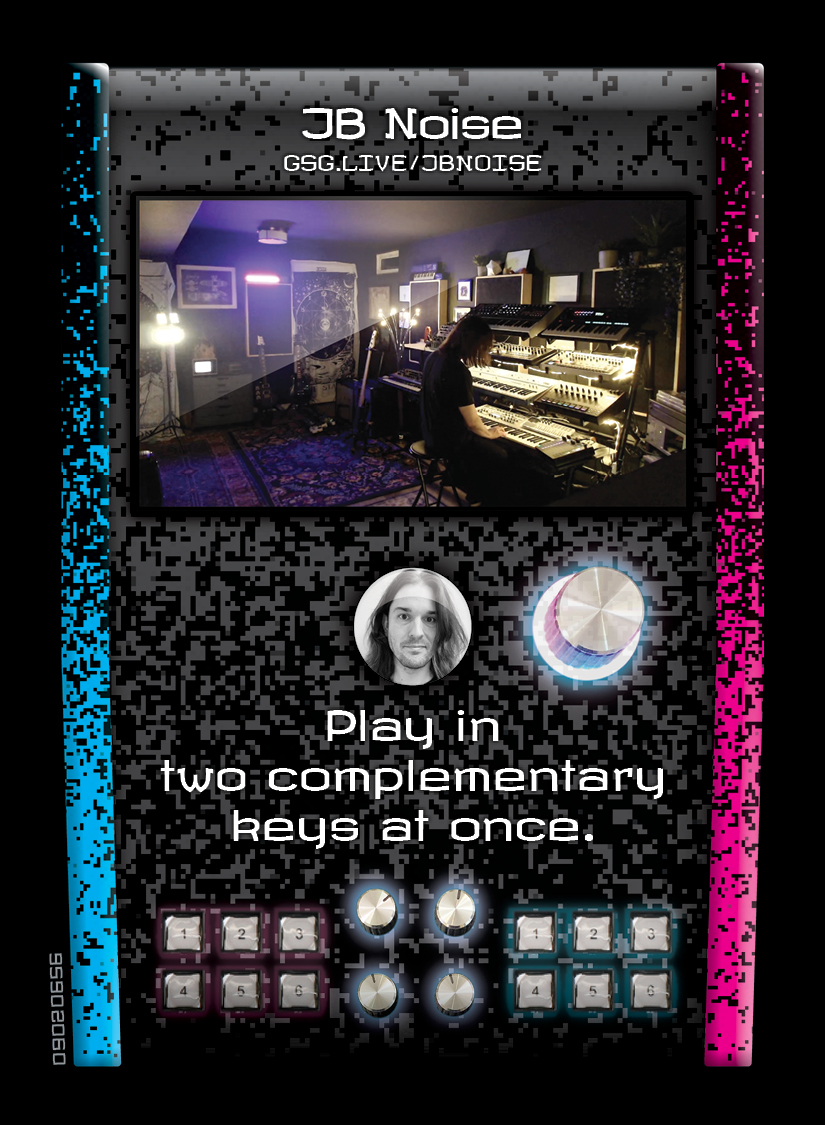 JB Noise
GSG.LIVE/JBNOISE
Play in
two complementary
keys at once.
1 2 3 1 2 3
4 5 6 4 5 6
09020656